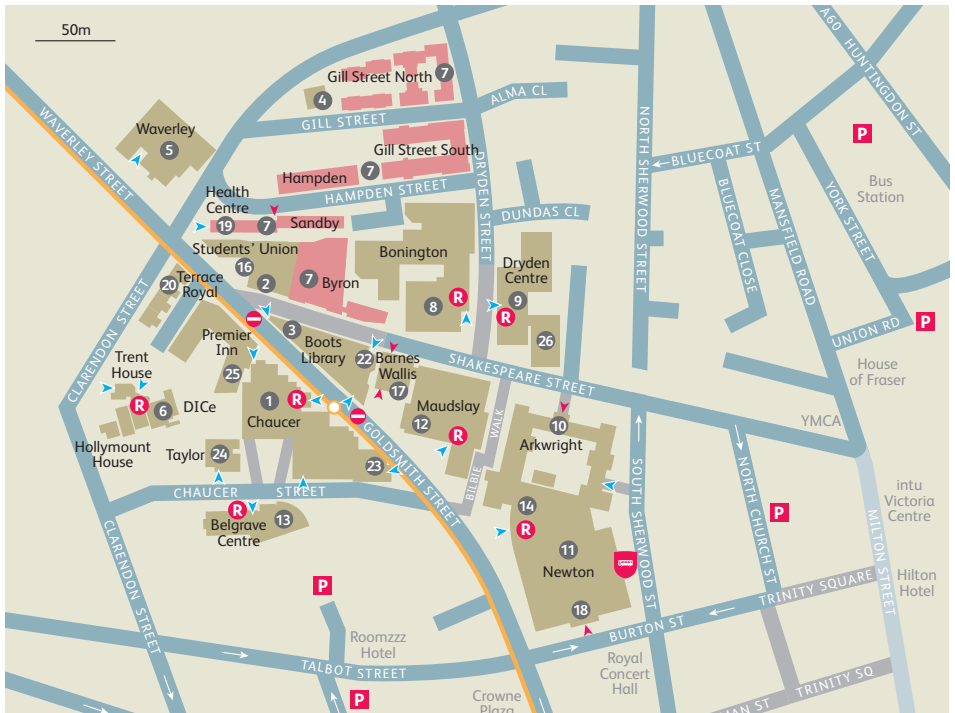 50m
A60 HUNTINGDON ST
Gill Street North
7
4
ALMA CL
GILL STREET
WAVERLEY STREET
Waverley
5
Gill Street South
7
Hampden
HAMPDEN STREET
DRYDEN STREET
NORTH SHERWOOD STREET
BLUECOAT ST
BLUECOAT CLOSE
MANSFIELD ROAD
YORK STREET
P
Bus
Station
Health
Centre
19
7
Sandby
DUNDAS CL
Students' Union
16
2
7
Byron
Bonington
8
R
Dryden
Centre
9
R
26
20
Terrace
Royal
CLARENDON STREET
3
Boots
Library
22
Barnes
Wallis
17
SHAKESPEARE STREET
UNION RD
P
House
of Fraser
YMCA
Premier
Inn
25
Trent
House
R
6
DICe
Hollymount
House
1
R
Chaucer
Maudslay
12
R
WALK
BILBIE
10
Arkwright
Taylor
24
23
GOLDSMITH STREET
CHAUCER STREET
R
Belgrave
Centre
13
14
R
11
Newton
18
SOUTH SHERWOOD ST
NORTH CHURCH ST
P
intu
Victoria
Centre
MILTON STREET
Hilton
Hotel
TRINITY SQUARE
CLARENDON STREET
P
Roomzzz
Hotel
TALBOT STREET
P
BURTON ST
Royal
Concert
Hall
Crowne
Plaza
TRINITY SQ
MAN ST